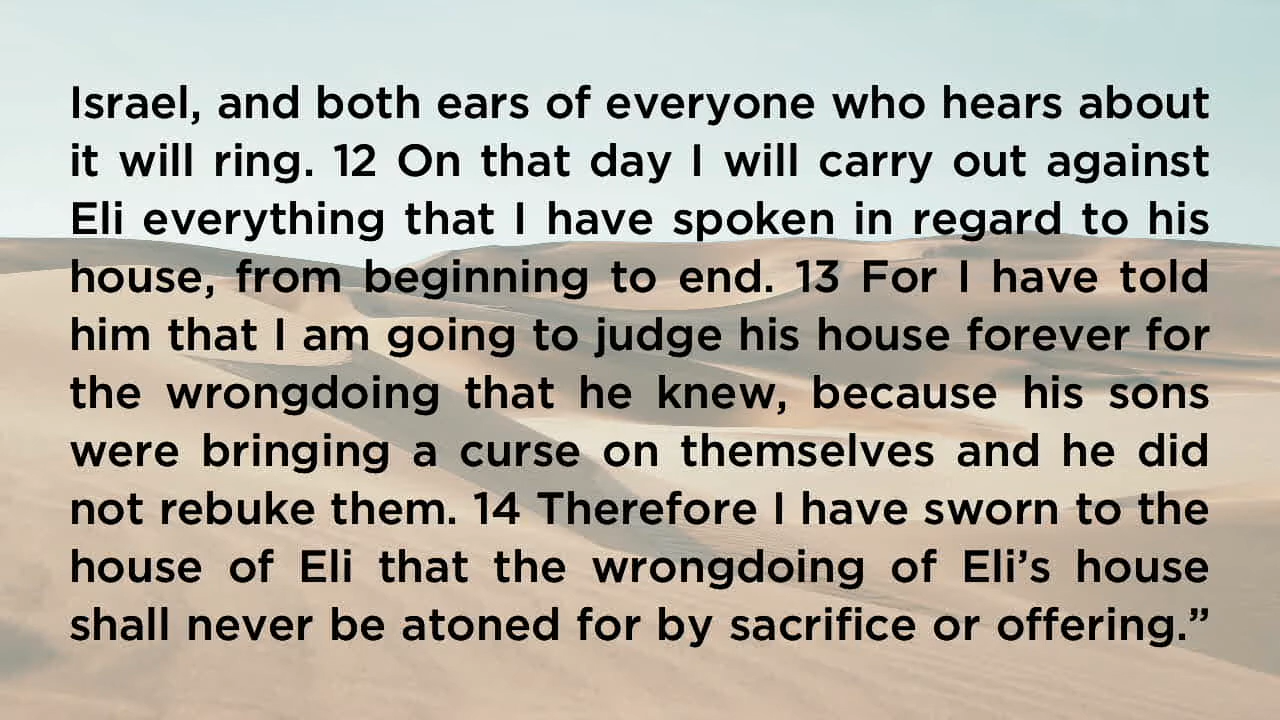 Israel, and both ears of everyone who hears about
it will ring. 12 On that day I will carry out against
Eli everything that I have spoken in regard to his
house, from beginning to end. 13 For I have told
him that I am going to judge his house forever for
the wrongdoing that he knew, because his sons
were bringing a curse on themselves and he did
not rebuke them. 14 Therefore I have sworn to the
house of Eli that the wrongdoing of Eli’s house
shall never be atoned for by sacrifice or offering.”